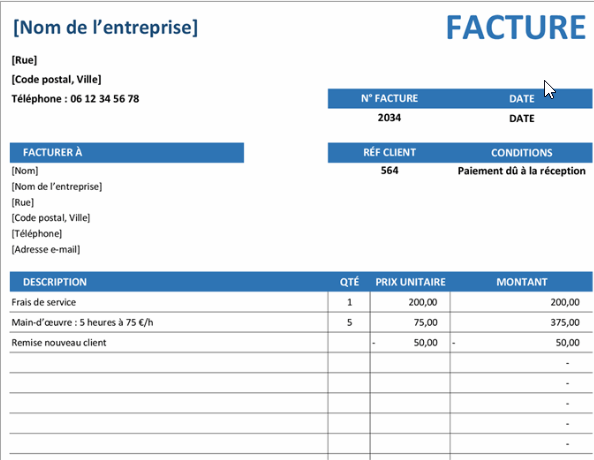 [Nom de l'entreprise] FACTURE
[Rue]
[Code postal, Ville]
Téléphone : 06 12 34 56 78 N° FACTURE DATE
2034 DATE
FACTURER À RÉF CLIENT CONDITIONS
[Nom] 564 Paiement dû à la réception
[Nom de l'entreprise]
[Rue]
[Code postal, Ville]
[Téléphone]
[Adresse e-mail]
DESCRIPTION QTÉ PRIX UNITAIRE MONTANT
Frais de service 1 200,00 200,00
Main-d'œuvre : 5 heures à 75 €/h 5 75,00 375,00
Remise nouveau client - 50,00 - 50,00
-
-
-
-
-